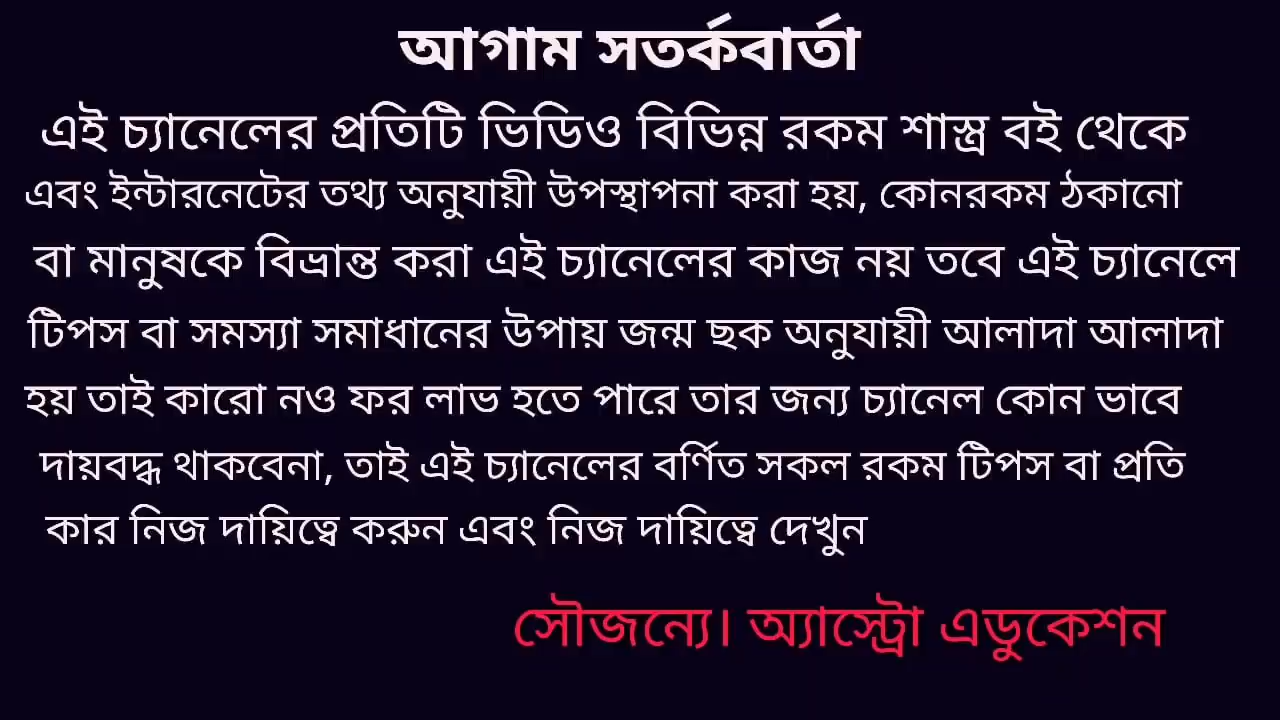 আগাম সতর্কবার্তা
এই চ্যানেলের প্রতিটি ভিডিও বিভিন্ন রকম শাস্ত্র বই থেকে
এবং ইন্টারনেটের তথ্য অনুযায়ী উপস্থাপনা করা হয়, কোনরকম ঠকানো
বা মানুষকে বিভ্রান্ত করা এই চ্যানেলের কাজ নয় তবে এই চ্যানেলে
টিপস বা সমস্যা সমাধানের উপায় জন্ম ছক অনুযায়ী আলাদা আলাদা
হয় তাই কারো নও ফর লাভ হতে পারে তার জন্য চ্যানেল কোন ভাবে
দায়বদ্ধ থাকবেনা, তাই এই চ্যানেলের বর্ণিত সকল রকম টিপস বা প্রতি
কার নিজ দায়িত্বে করুন এবং নিজ দায়িত্বে দেখুন
সৌজন্যে। অ্যাস্ট্রো এডুকেশন